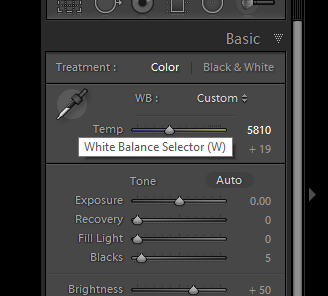 Basic
Treatment : Color Black & White
WB : Custom
Temp 5810
White Balance Selector (W)
+ 19
Tone Auto
Exposure 0.00
Recovery 0
Fill Light 0
Blacks 5
Brightness + 50